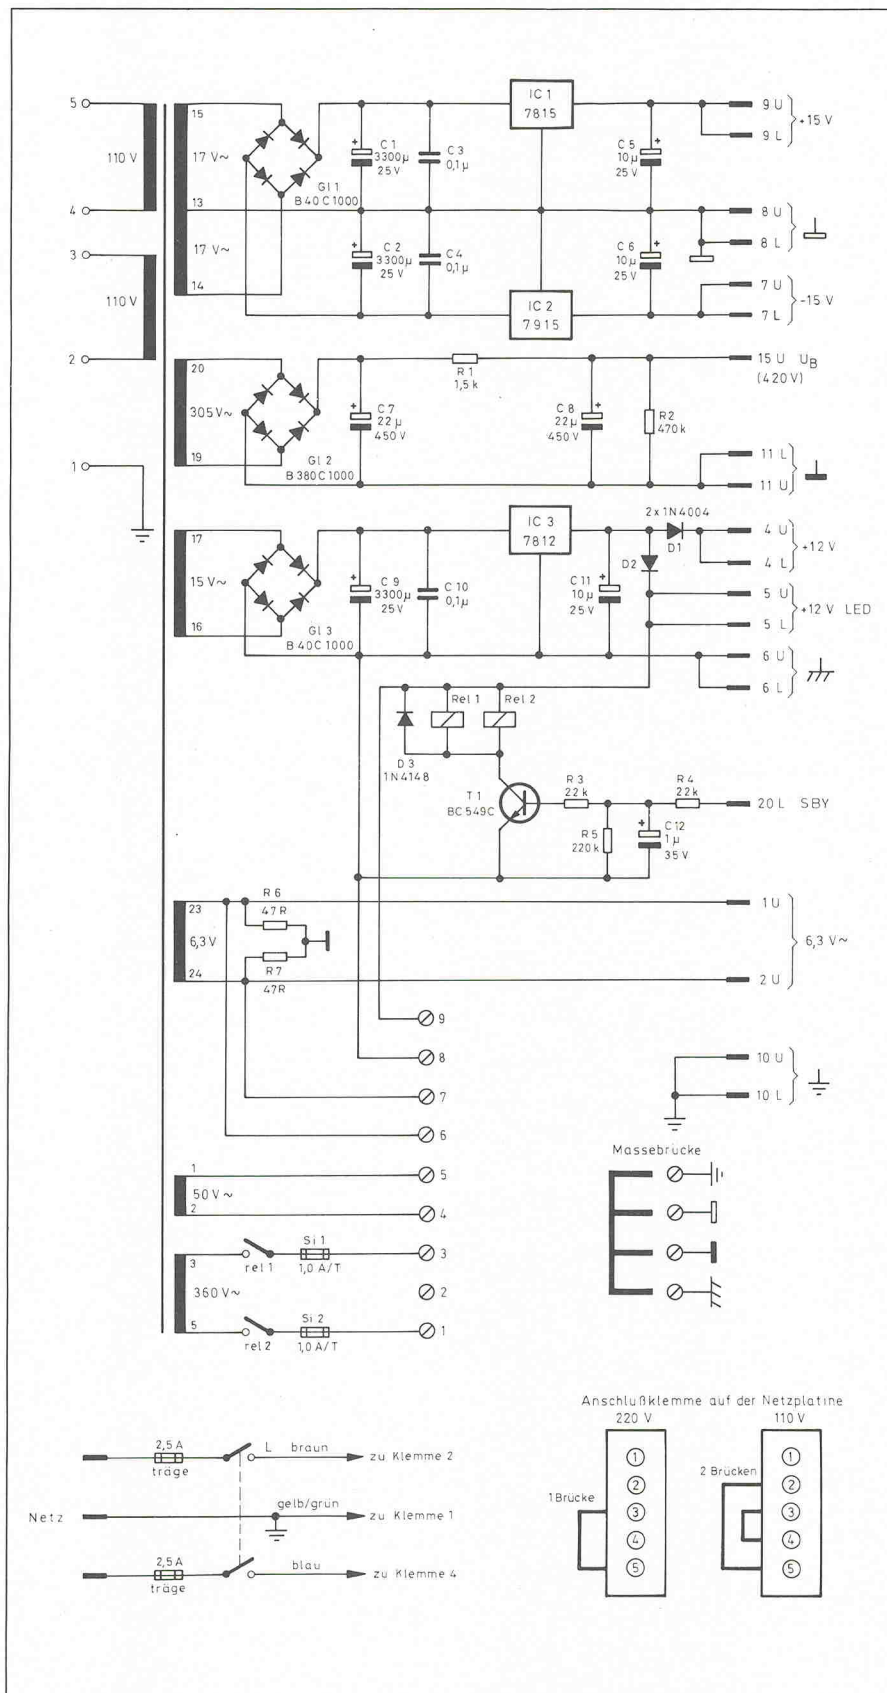 5
110 V
4
3
110 V
2
1
15
17 V~
13
17 V~
14
Gl 1
B 40 C 1000
+
C 1
3300µ
25 V
C 3
0,1µ
+
C 2
3300µ
25 V
C 4
0,1µ
IC 1
7815
IC 2
7915
+
C 5
10µ
25 V
+
C 6
10µ
25 V
9 U
9 L
+15 V
8 U
8 L
7 U
7 L
-15 V
20
305 V~
19
Gl 2
B 380 C 1000
+
C 7
22µ
450 V
R 1
1,5 k
+
C 8
22µ
450 V
R 2
470 k
15 U UB
(420 V)
11 L
11 U
17
15 V~
16
Gl 3
B 40 C 1000
+
C 9
3300µ
25 V
C 10
0,1µ
IC 3
7812
+
C 11
10µ
25 V
2 x 1N4004
D1
D2
4 U
4 L
+12 V
5 U
5 L
+12 V LED
6 U
6 L
Rel 1
Rel 2
D 3
1N4148
T 1
BC 549C
R 3
22 k
R 4
22 k
R 5
220 k
+
C 12
1 µ
35 V
20 L SBY
23
6,3 V
24
R 6
47 R
R 7
47 R
1 U
2 U
6,3 V~
9
8
7
6
10 U
10 L
1
50 V~
2
5
4
3
360 V~
5
rel 1
Si 1
1,0 A/T
3
2
rel 2
Si 2
1,0 A/T
1
Massebrücke
Netz
2,5 A
träge
L braun
zu Klemme 2
gelb/grün
zu Klemme 1
2,5 A
träge
blau
zu Klemme 4
Anschlußklemme auf der Netzplatine
220 V
1 Brücke
1
2
3
4
5
110 V
2 Brücken
1
2
3
4
5